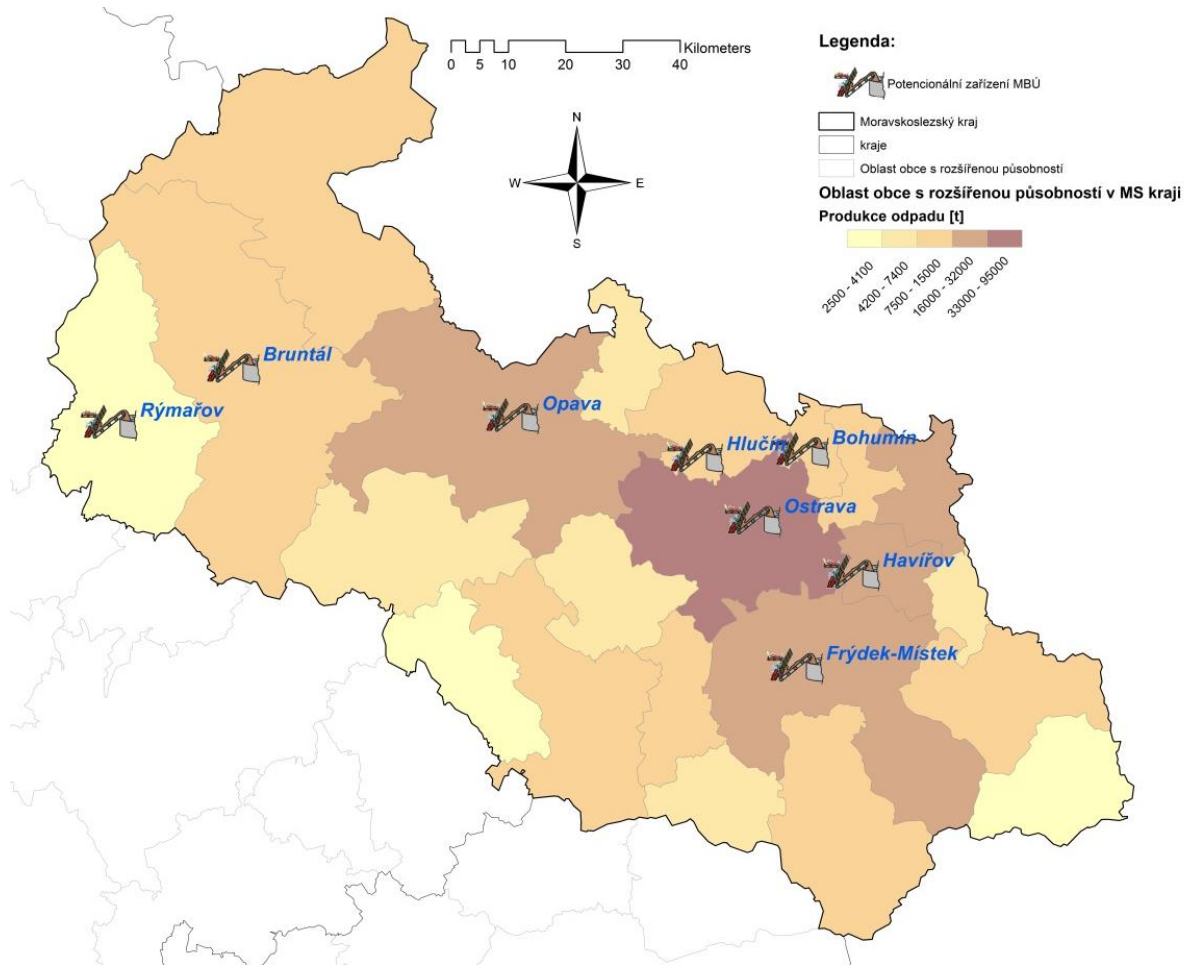 Kilometers
0 5 10 20 30 40
N
W E
S
Legenda:
Potencionální zařízení MBÚ
Moravskoslezský kraj
kraje
Oblast obce s rozšířenou působností
Oblast obce s rozšířenou působností v MS kraji
Produkce odpadu [t]
2500 - 4100
4200 - 7400
7500 - 15000
16000 - 32000
33000 - 95000
Bruntál
Rýmařov
Opava
Hlučín
Bohumín
Ostrava
Havířov
Frýdek-Místek